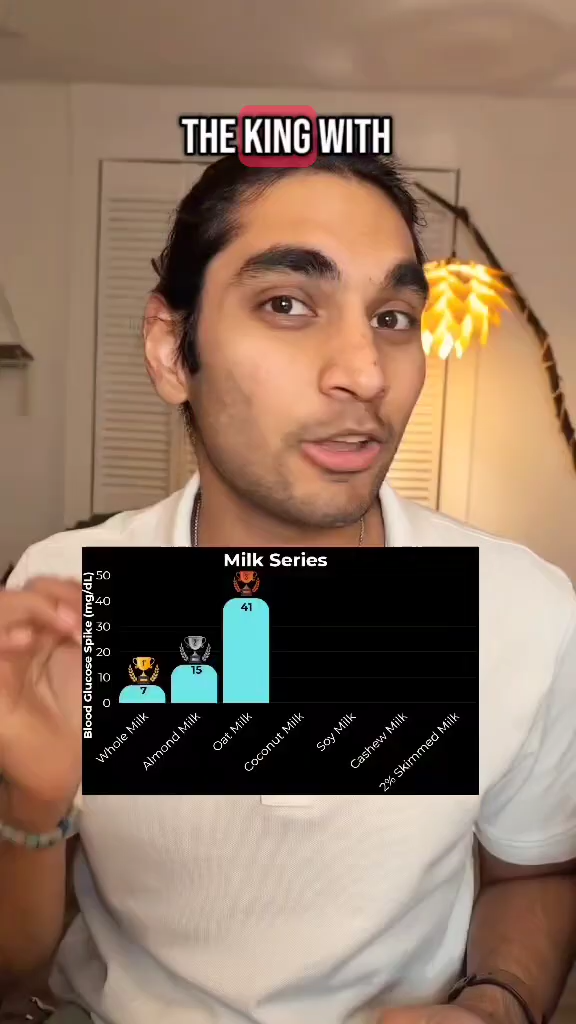 THE KING WITH
Milk Series
Blood Glucose Spike (mg/dL)
50
40
30
20
10
0
7
15
41
Whole Milk
Almond Milk
Oat Milk
Coconut Milk
Soy Milk
Cashew Milk
2% Skimmed Milk